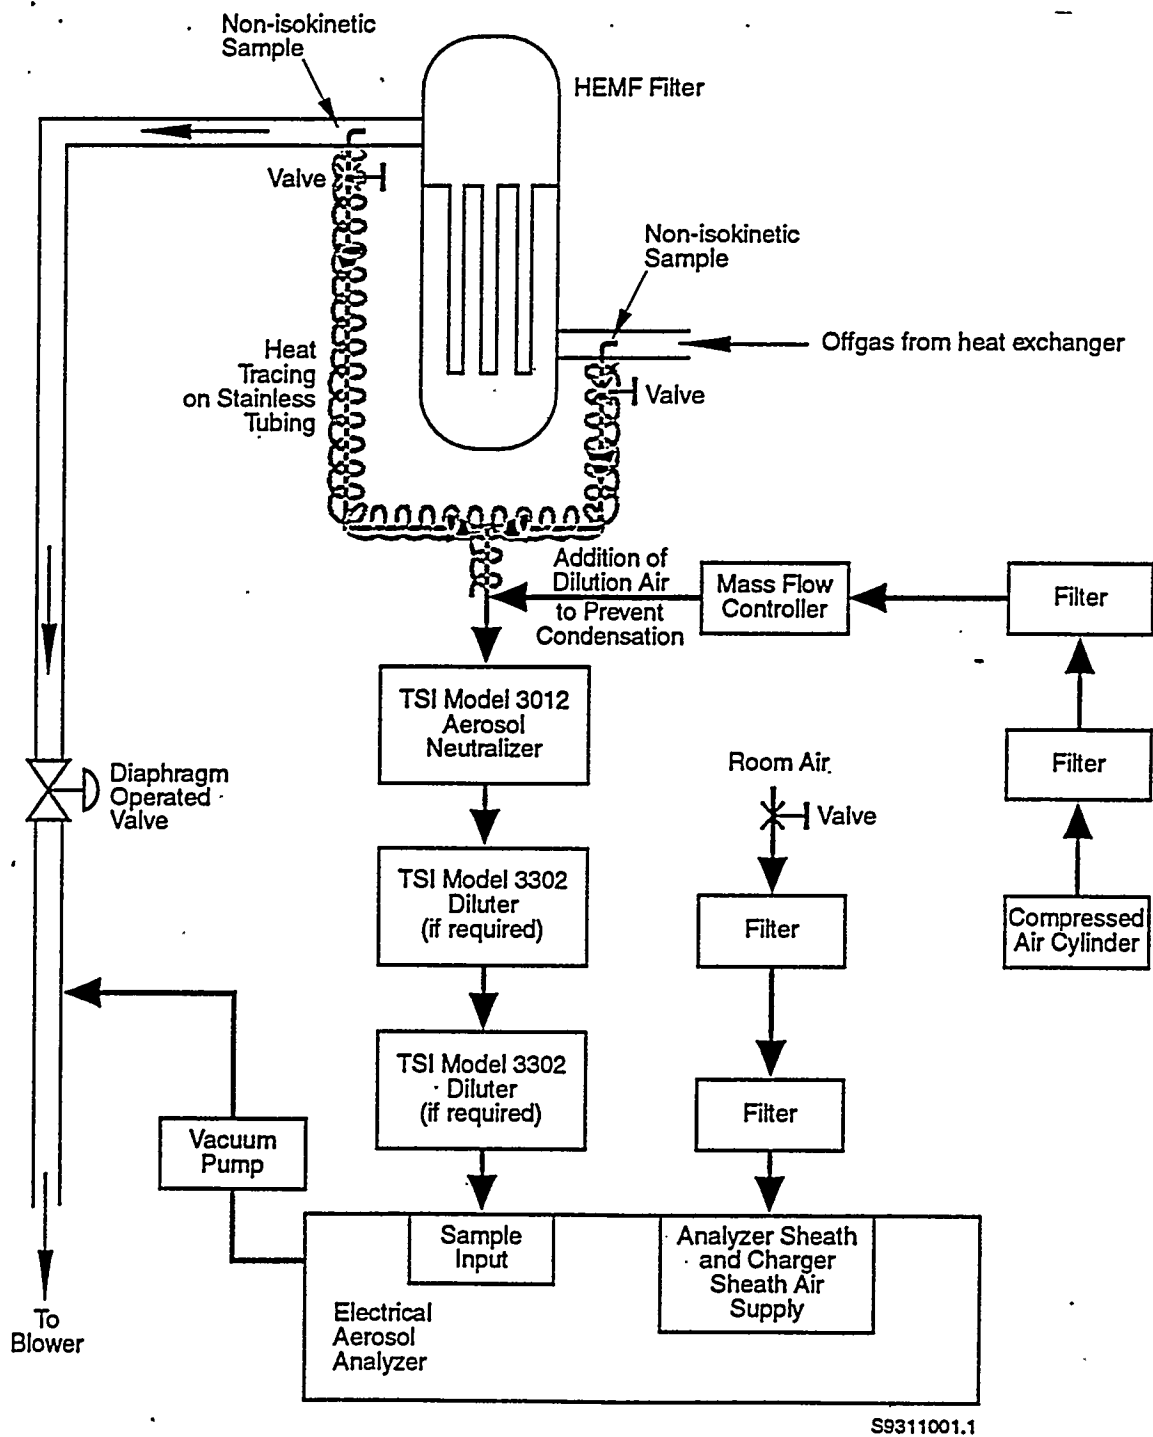 Non-isokinetic
Sample
HEMF Filter
Valve
Non-isokinetic
Sample
Offgas from heat exchanger
Heat
Tracing
on Stainless
Tubing
Valve
Addition of
Dilution Air
to Prevent
Condensation
Mass Flow
Controller
Filter
TSI Model 3012
Aerosol
Neutralizer
Filter
Room Air
Diaphragm
Operated
Valve
Valve
TSI Model 3302
Diluter
(if required)
Filter
Compressed
Air Cylinder
TSI Model 3302
Diluter
(if required)
Filter
Vacuum
Pump
Sample
Input
Analyzer Sheath
and Charger
Sheath Air
Supply
Electrical
Aerosol
Analyzer
To
Blower
S9311001.1